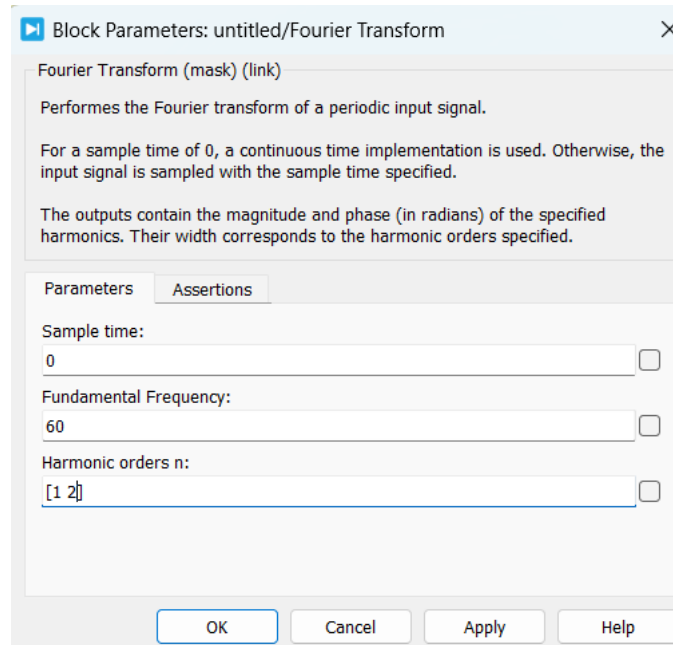 Block Parameters: untitled/Fourier Transform
Fourier Transform (mask) (link)
Performes the Fourier transform of a periodic input signal.
For a sample time of 0, a continuous time implementation is used. Otherwise, the
input signal is sampled with the sample time specified.
The outputs contain the magnitude and phase (in radians) of the specified
harmonics. Their width corresponds to the harmonic orders specified.
Parameters
Assertions
Sample time:
0
Fundamental Frequency:
60
Harmonic orders n:
[1 2]
OK
Cancel
Apply
Help